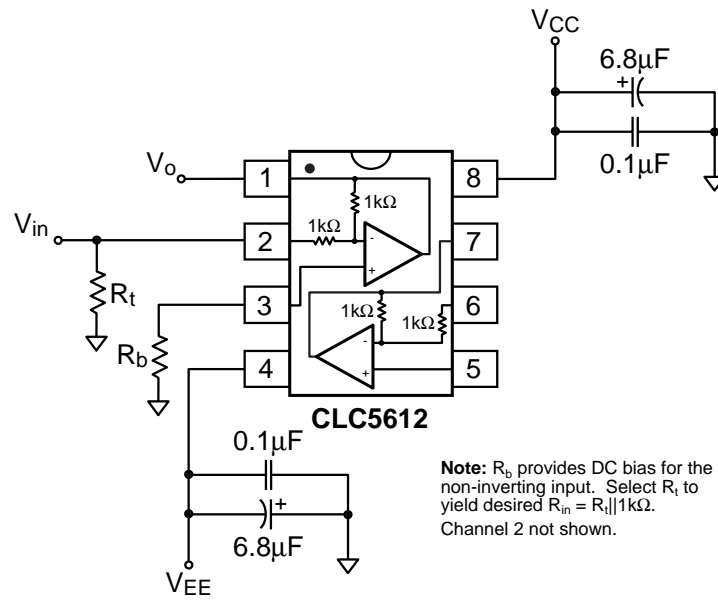 VCC
6.8µF
+
0.1µF
Vo
1
8
1kΩ
Vin
2
1kΩ
-
7
+
Rt
3
1kΩ
6
1kΩ
Rb
-
4
+
5
CLC5612
0.1µF
+
6.8µF
VEE
Note: Rb provides DC bias for the
non-inverting input. Select Rt to
yield desired Rin = Rt||1kΩ.
Channel 2 not shown.